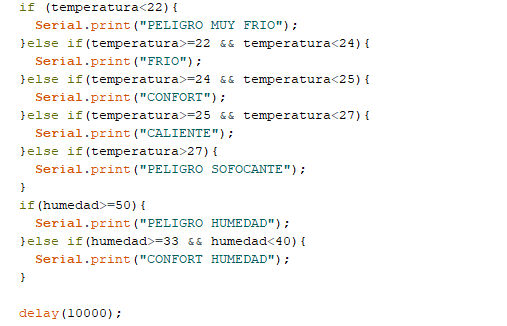 if (temperatura<22){
  Serial.print("PELIGRO MUY FRIO");
}else if(temperatura>=22 && temperatura<24){
  Serial.print("FRIO");
}else if(temperatura>=24 && temperatura<25){
  Serial.print("CONFORT");
}else if(temperatura>=25 && temperatura<27){
  Serial.print("CALIENTE");
}else if(temperatura>27){
  Serial.print("PELIGRO SOFOCANTE");
}
if(humedad>=50){
  Serial.print("PELIGRO HUMEDAD");
}else if(humedad>=33 && humedad<40){
  Serial.print("CONFORT HUMEDAD");
}

delay(10000);